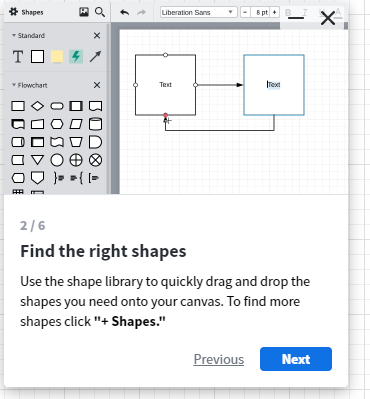 Shapes
Liberation Sans
8 pt
Standard
T
Flowchart
Text
Text
2 / 6
Find the right shapes
Use the shape library to quickly drag and drop the
shapes you need onto your canvas. To find more
shapes click "+ Shapes."
Previous
Next